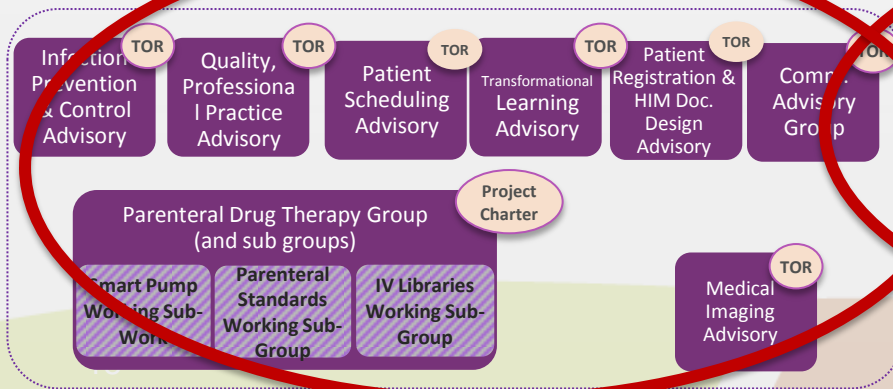 TOR
Infection
Prevention
& Control
Advisory
TOR
Quality,
Professiona
l Practice
Advisory
TOR
Patient
Scheduling
Advisory
TOR
Transformational
Learning
Advisory
TOR
Patient
Registration &
HIM Doc.
Design
Advisory
TOR
Advisory
Group
Project
Charter
Parenteral Drug Therapy Group
(and sub groups)
Smart Pump
Working Sub-
Parenteral
Standards
Working Sub-
Group
IV Libraries
Working Sub-
Group
TOR
Medical
Imaging
Advisory